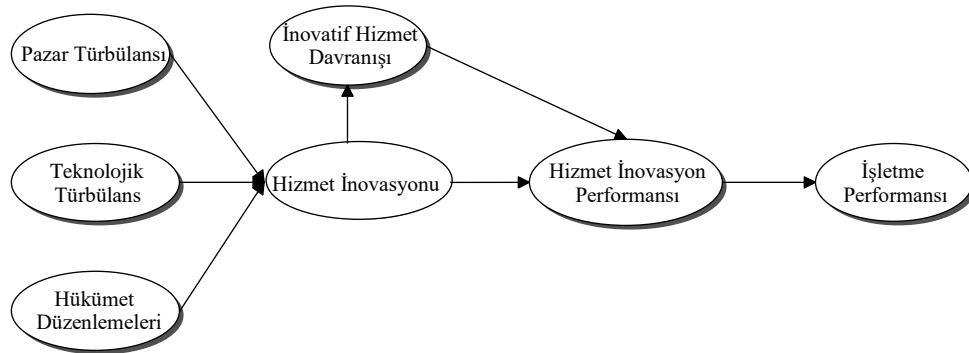 Pazar Türbülansı
İnovatif Hizmet
Davranışı
Teknolojik
Türbülans
Hizmet İnovasyonu
Hizmet İnovasyon
Performansı
İşletme
Performansı
Hükümet
Düzenlemeleri